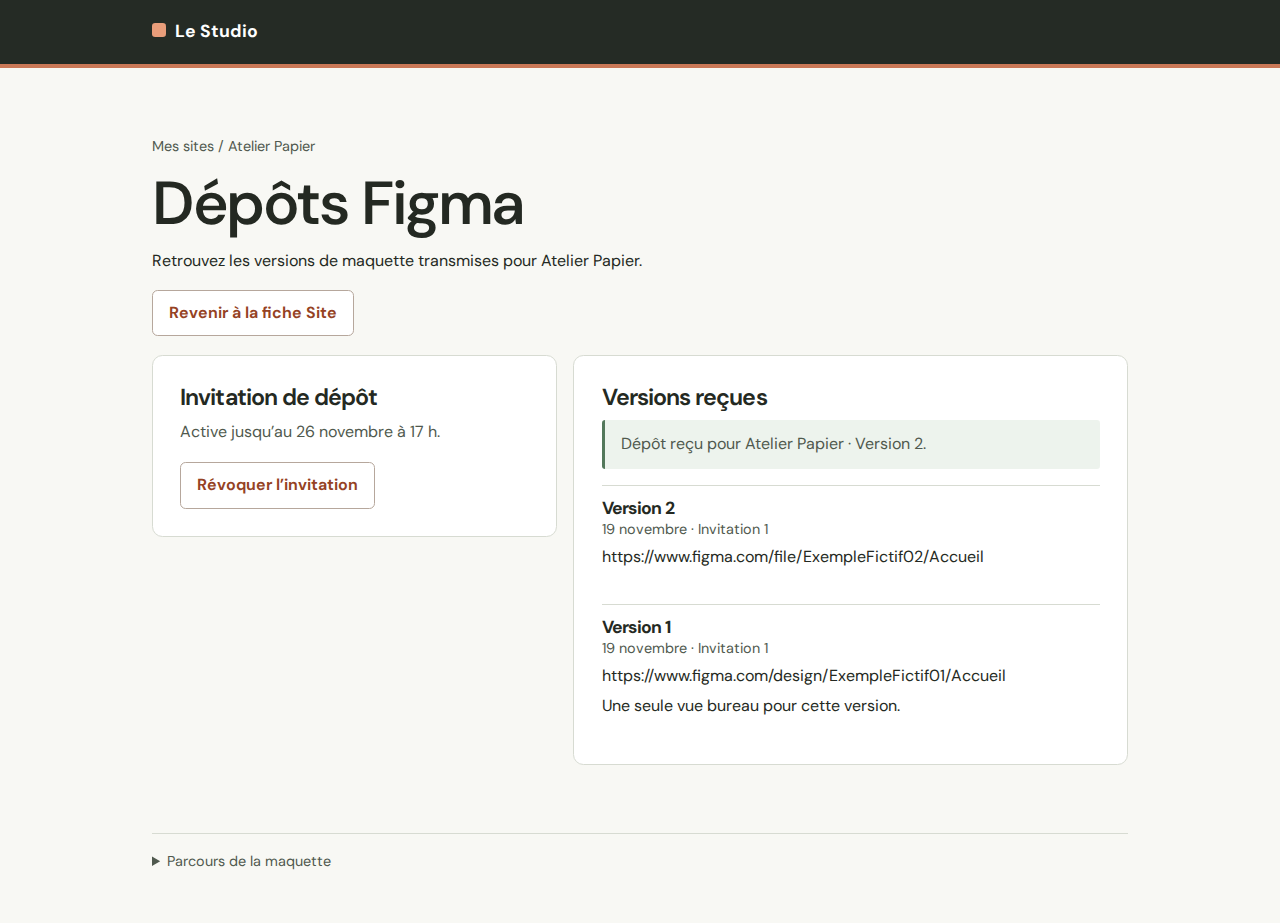 Le Studio
Mes sites / Atelier Papier
Dépôts Figma
Retrouvez les versions de maquette transmises pour Atelier Papier.
Revenir à la fiche Site
Invitation de dépôt
Active jusqu’au 26 novembre à 17 h.
Révoquer l’invitation
Versions reçues
Dépôt reçu pour Atelier Papier · Version 2.
Version 2
19 novembre · Invitation 1
https://www.figma.com/file/ExempleFictif02/Accueil
Version 1
19 novembre · Invitation 1
https://www.figma.com/design/ExempleFictif01/Accueil
Une seule vue bureau pour cette version.
Parcours de la maquette